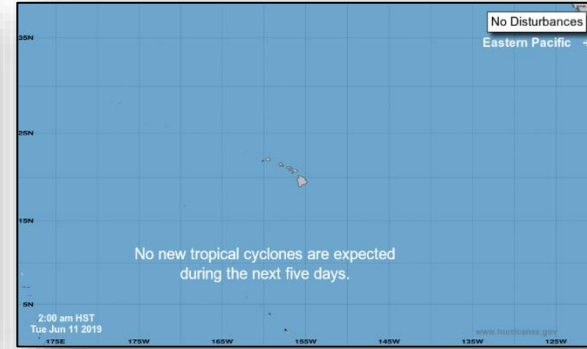 No Disturbances
Eastern Pacific
35N
25N
15N
No new tropical cyclones are expected
during the next five days.
5N
2:00 am HST
Tue Jun 11 2019
www.hurricanes.gov
175E 175W 165W 155W 145W 135W 125W